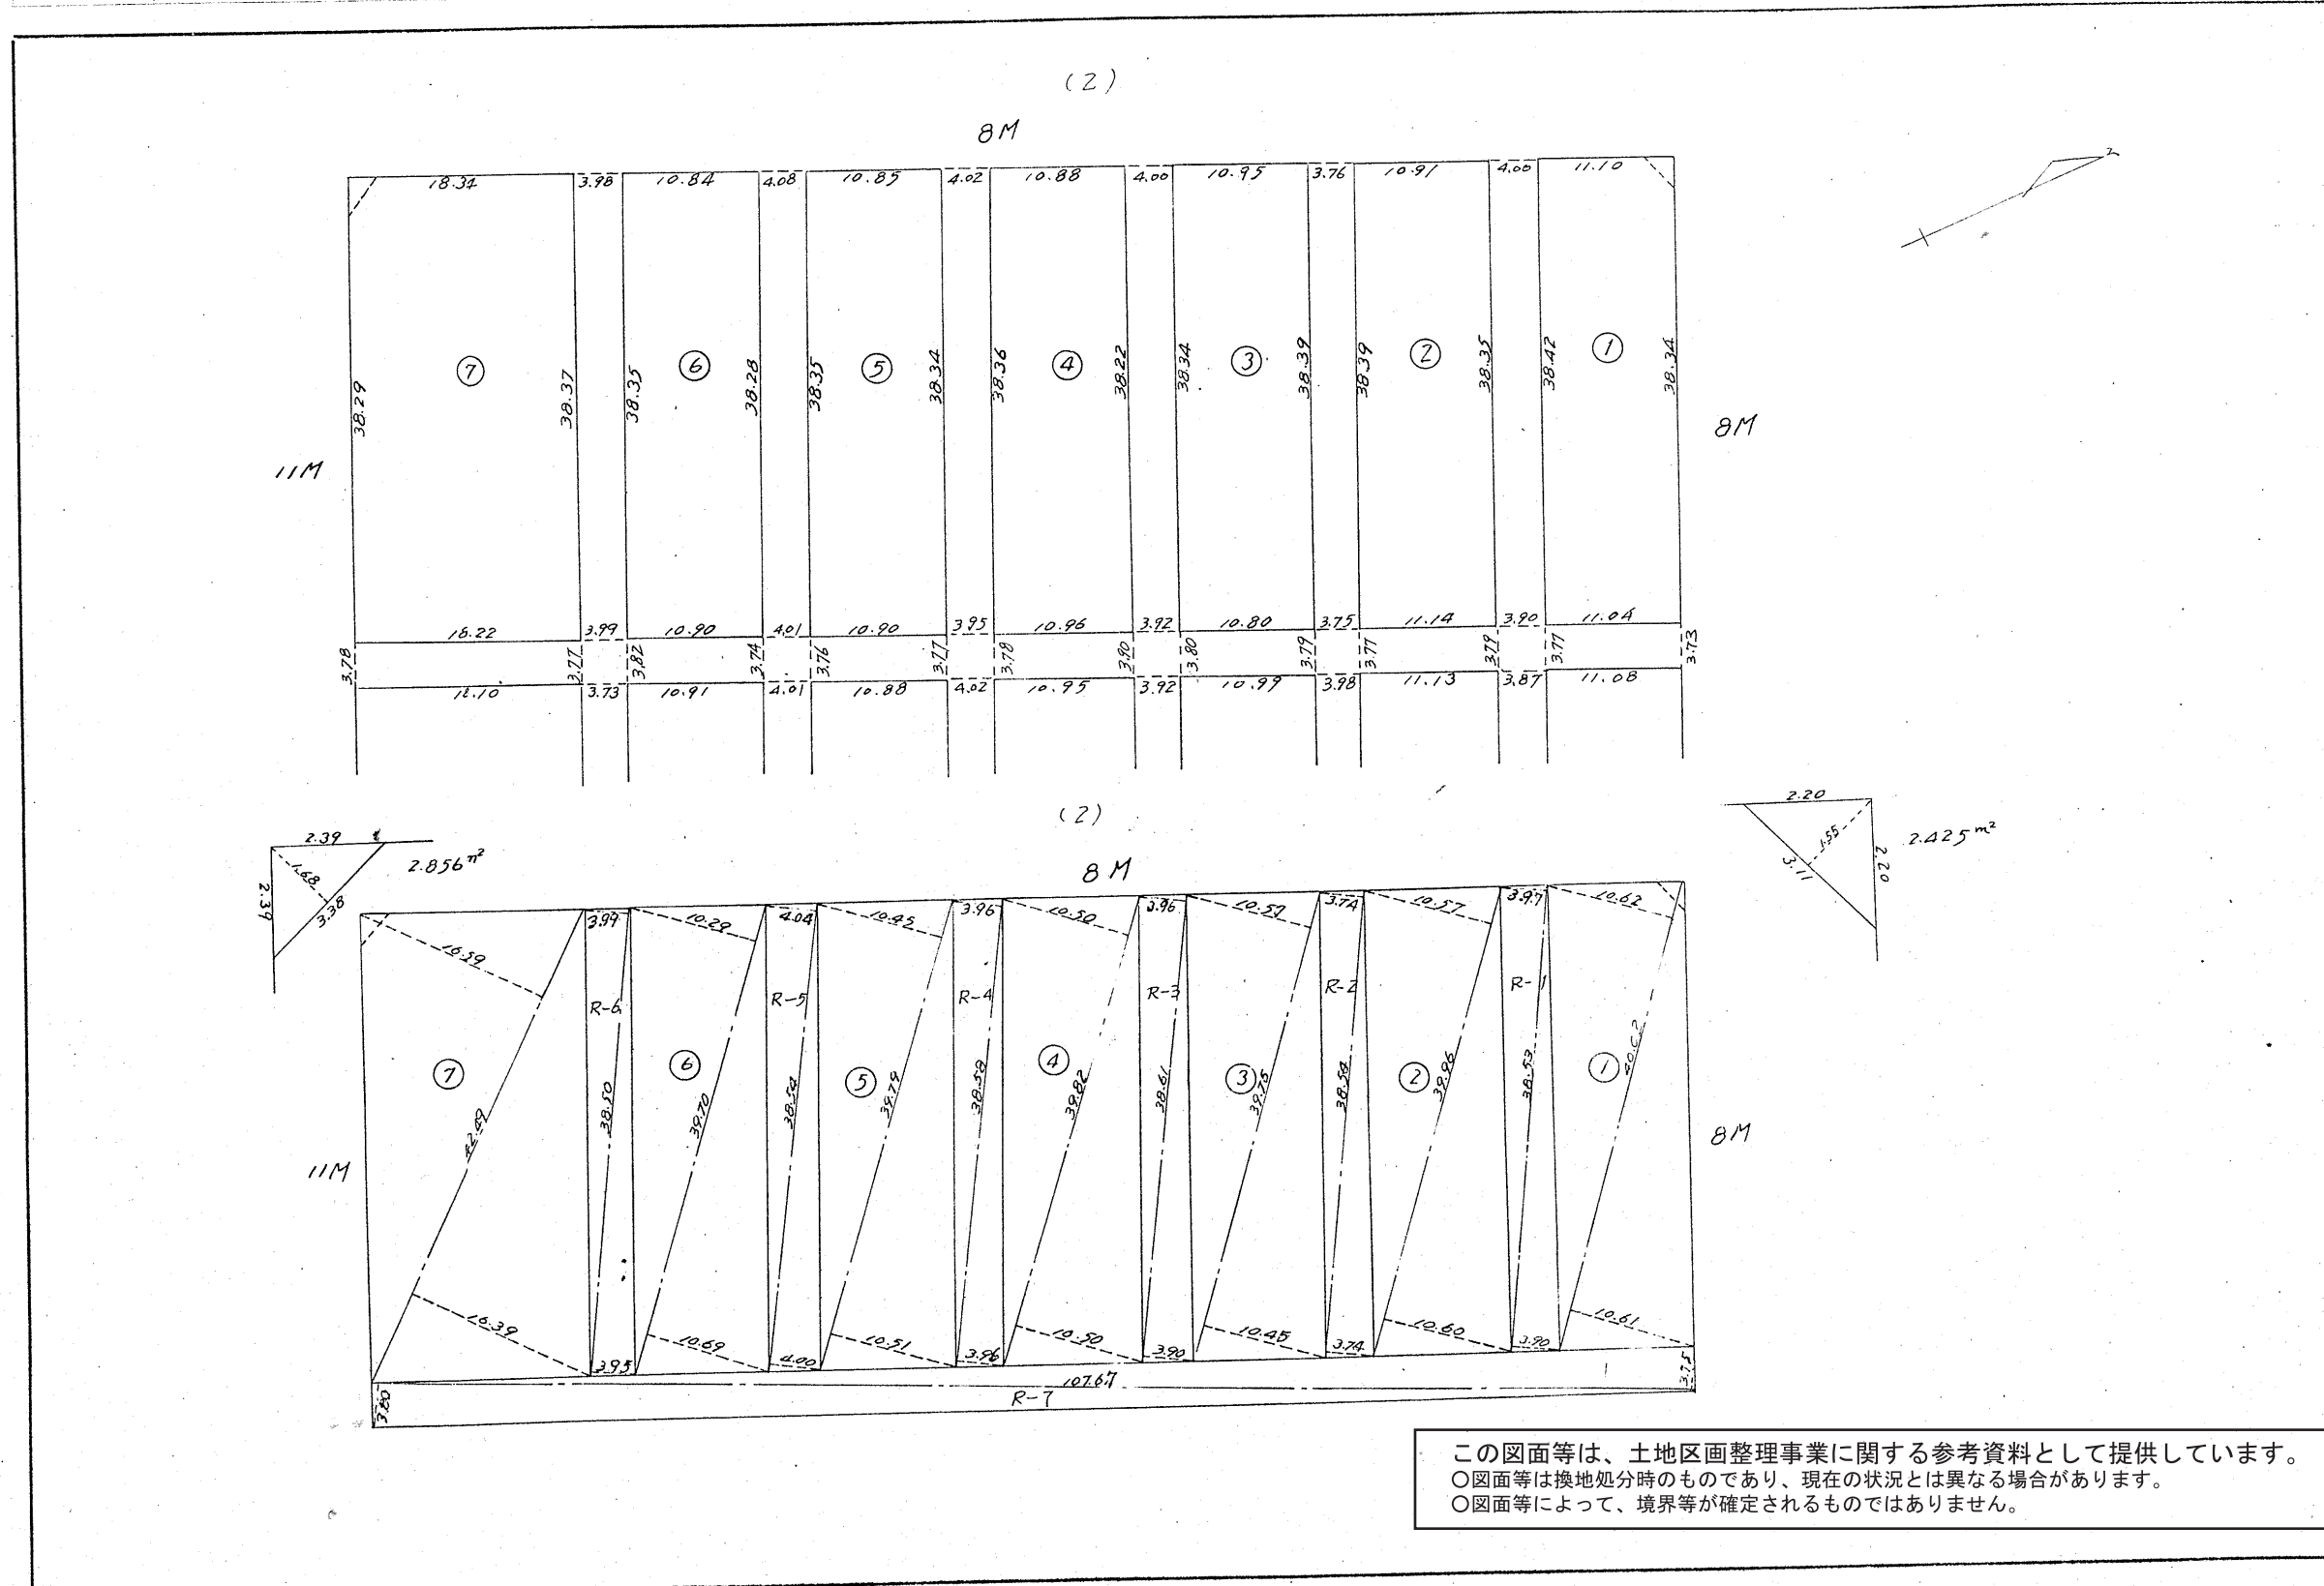 (2)
8M
18.34 3.98 10.84 4.08 10.85 4.02 10.88 4.00 10.95 3.76 10.91 4.00 11.10
⑦ ⑥ ⑤ ④ ③ ② ①
38.29 38.37 38.35 38.28 38.35 38.34 38.36 38.22 38.34 38.39 38.39 38.35 38.42 38.34
11M
8M
18.22 3.99 10.90 4.01 10.90 3.95 10.96 3.92 10.80 3.75 11.14 3.90 11.04
3.78 3.77 3.82 3.74 3.76 3.77 3.78 3.90 3.80 3.79 3.77 3.79 3.77 3.73
18.10 3.73 10.91 4.01 10.88 4.02 10.95 3.92 10.99 3.98 11.13 3.87 11.08
(2)
2.39
1.68
2.39
3.38
2.856m²
2.20
1.55
3.11
2.20
2.425m²
8M
3.99 10.29 4.04 10.45 3.96 10.50 3.96 10.57 3.74 10.57 3.97 10.62
16.59
R-6 R-5 R-4 R-3 R-2 R-1
⑦ ⑥ ⑤ ④ ③ ② ①
42.49 38.50 39.70 38.54 39.79 38.58 39.82 38.61 39.75 38.54 39.96 38.53 40.02
11M
8M
16.39 3.95 10.69 4.00 10.51 3.96 10.50 3.90 10.45 3.74 10.60 3.90 10.61
107.67
3.80
R-7
3.75
この図面等は、土地区画整理事業に関する参考資料として提供しています。
○図面等は換地処分時のものであり、現在の状況とは異なる場合があります。
○図面等によって、境界等が確定されるものではありません。